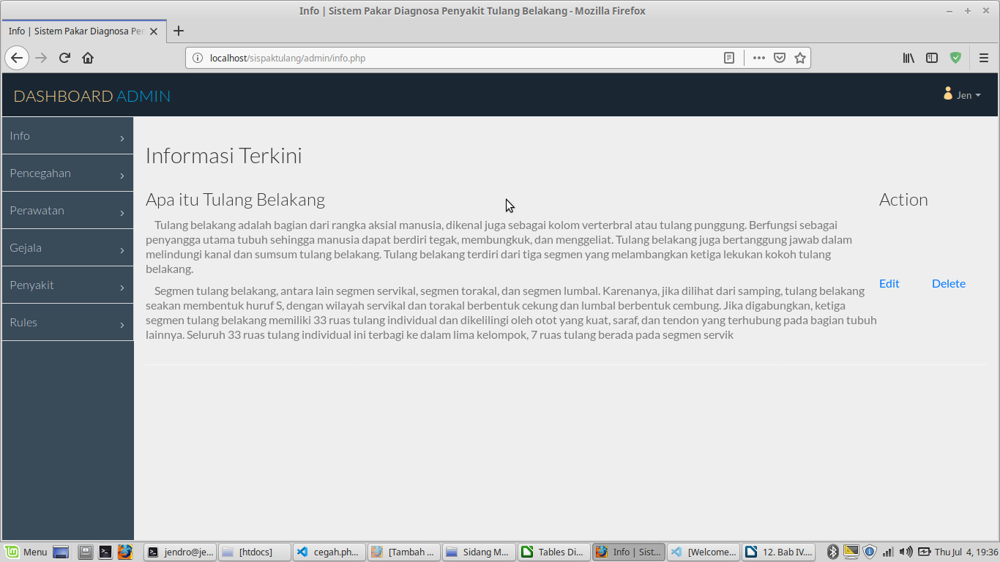 Info | Sistem Pakar Diagnosa Penyakit Tulang Belakang - Mozilla Firefox
Info | Sistem Pakar Diagnosa Pen
localhost/sispaktulang/admin/info.php
DASHBOARD ADMIN
Jen
Info
Pencegahan
Perawatan
Gejala
Penyakit
Rules
Informasi Terkini
Apa itu Tulang Belakang
Action
Tulang belakang adalah bagian dari rangka aksial manusia, dikenal juga sebagai kolom verterbral atau tulang punggung. Berfungsi sebagai
penyangga utama tubuh sehingga manusia dapat berdiri tegak, membungkuk, dan menggeliat. Tulang belakang juga bertanggung jawab dalam
melindungi kanal dan sumsum tulang belakang. Tulang belakang terdiri dari tiga segmen yang melambangkan ketiga lekukan kokoh tulang
belakang.
Edit Delete
Segmen tulang belakang, antara lain segmen servikal, segmen torakal, dan segmen lumbal. Karenanya, jika dilihat dari samping, tulang belakang
seakan membentuk huruf S, dengan wilayah servikal dan torakal berbentuk cekung dan lumbal berbentuk cembung. Jika digabungkan, ketiga
segmen tulang belakang memiliki 33 ruas tulang individual dan dikelilingi oleh otot yang kuat, saraf, dan tendon yang terhubung pada bagian tubuh
lainnya. Seluruh 33 ruas tulang individual ini terbagi ke dalam lima kelompok, 7 ruas tulang berada pada segmen servik
Menu
jendro@je...
[htdocs]
cegah.ph...
[Tambah ...
Sidang M...
Tables Di...
Info | Sist...
[Welcome...
12. Bab IV....
Thu Jul 4, 19:36